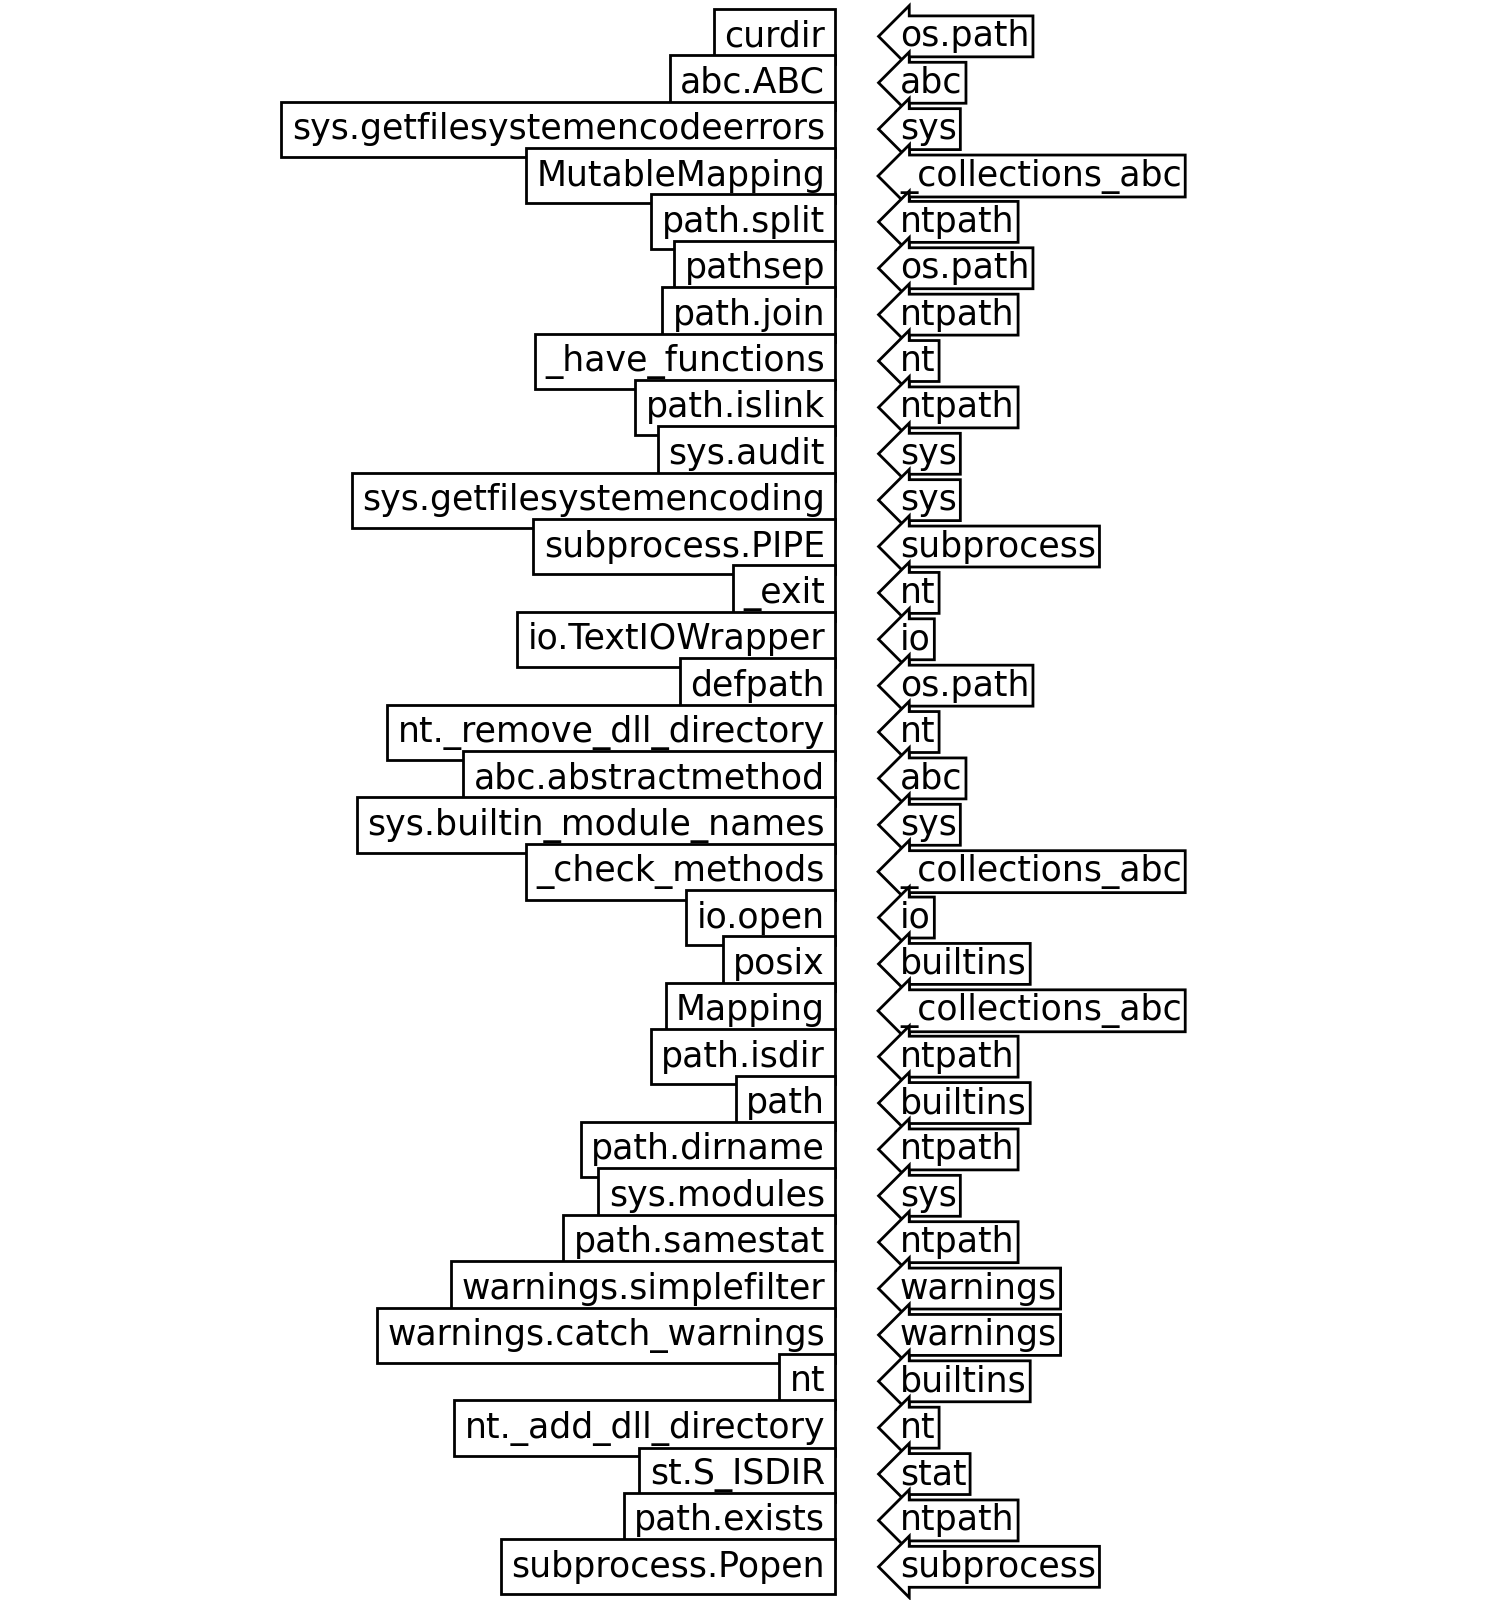 curdir os.path
abc.ABC abc
sys.getfilesystemencodeerrors sys
MutableMapping _collections_abc
path.split ntpath
pathsep os.path
path.join ntpath
_have_functions nt
path.islink ntpath
sys.audit sys
sys.getfilesystemencoding sys
subprocess.PIPE subprocess
_exit nt
io.TextIOWrapper io
defpath os.path
nt._remove_dll_directory nt
abc.abstractmethod abc
sys.builtin_module_names sys
_check_methods _collections_abc
io.open io
posix builtins
Mapping _collections_abc
path.isdir ntpath
path builtins
path.dirname ntpath
sys.modules sys
path.samestat ntpath
warnings.simplefilter warnings
warnings.catch_warnings warnings
nt builtins
nt._add_dll_directory nt
st.S_ISDIR stat
path.exists ntpath
subprocess.Popen subprocess